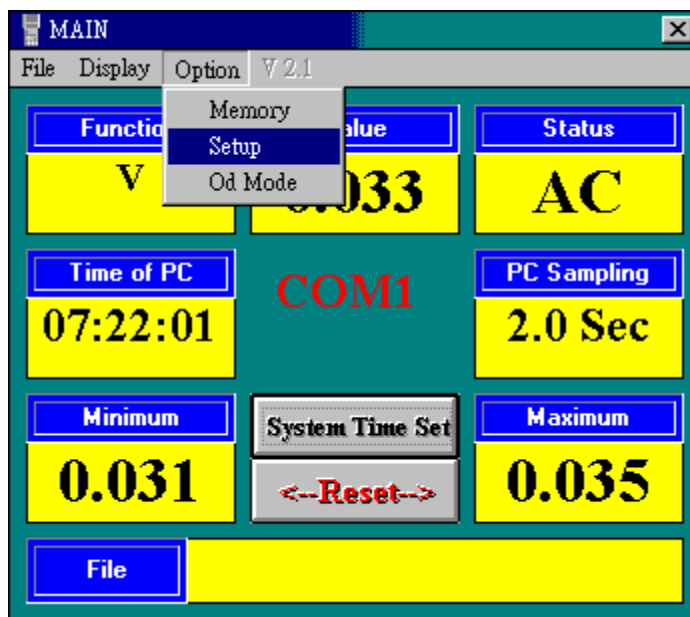 MAIN
File Display Option V 2.1
Memory
Setup
Od Mode
Status
V
AC
Time of PC
COM1
PC Sampling
07:22:01
2.0 Sec
Minimum
System Time Set
Maximum
0.031
<--Reset-->
0.035
File